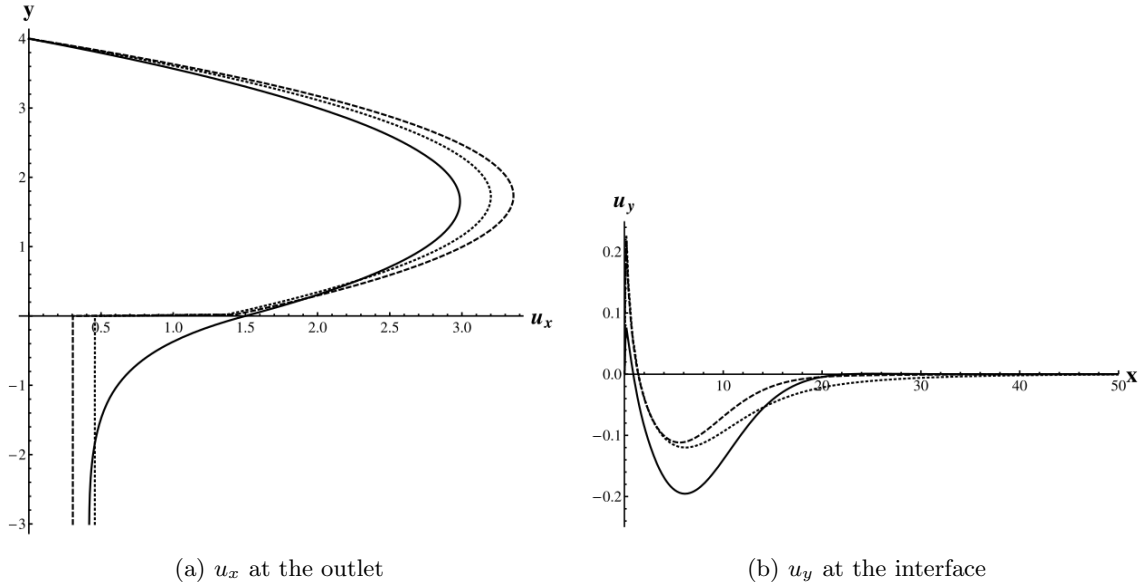 y
4
3
2
1
0.5 1.0 1.5 2.0 2.5 3.0 u_x
−1
−2
−3
(a) u_x at the outlet
u_y
0.2
0.1
0.0
10 20 30 40 50 x
−0.1
−0.2
(b) u_y at the interface